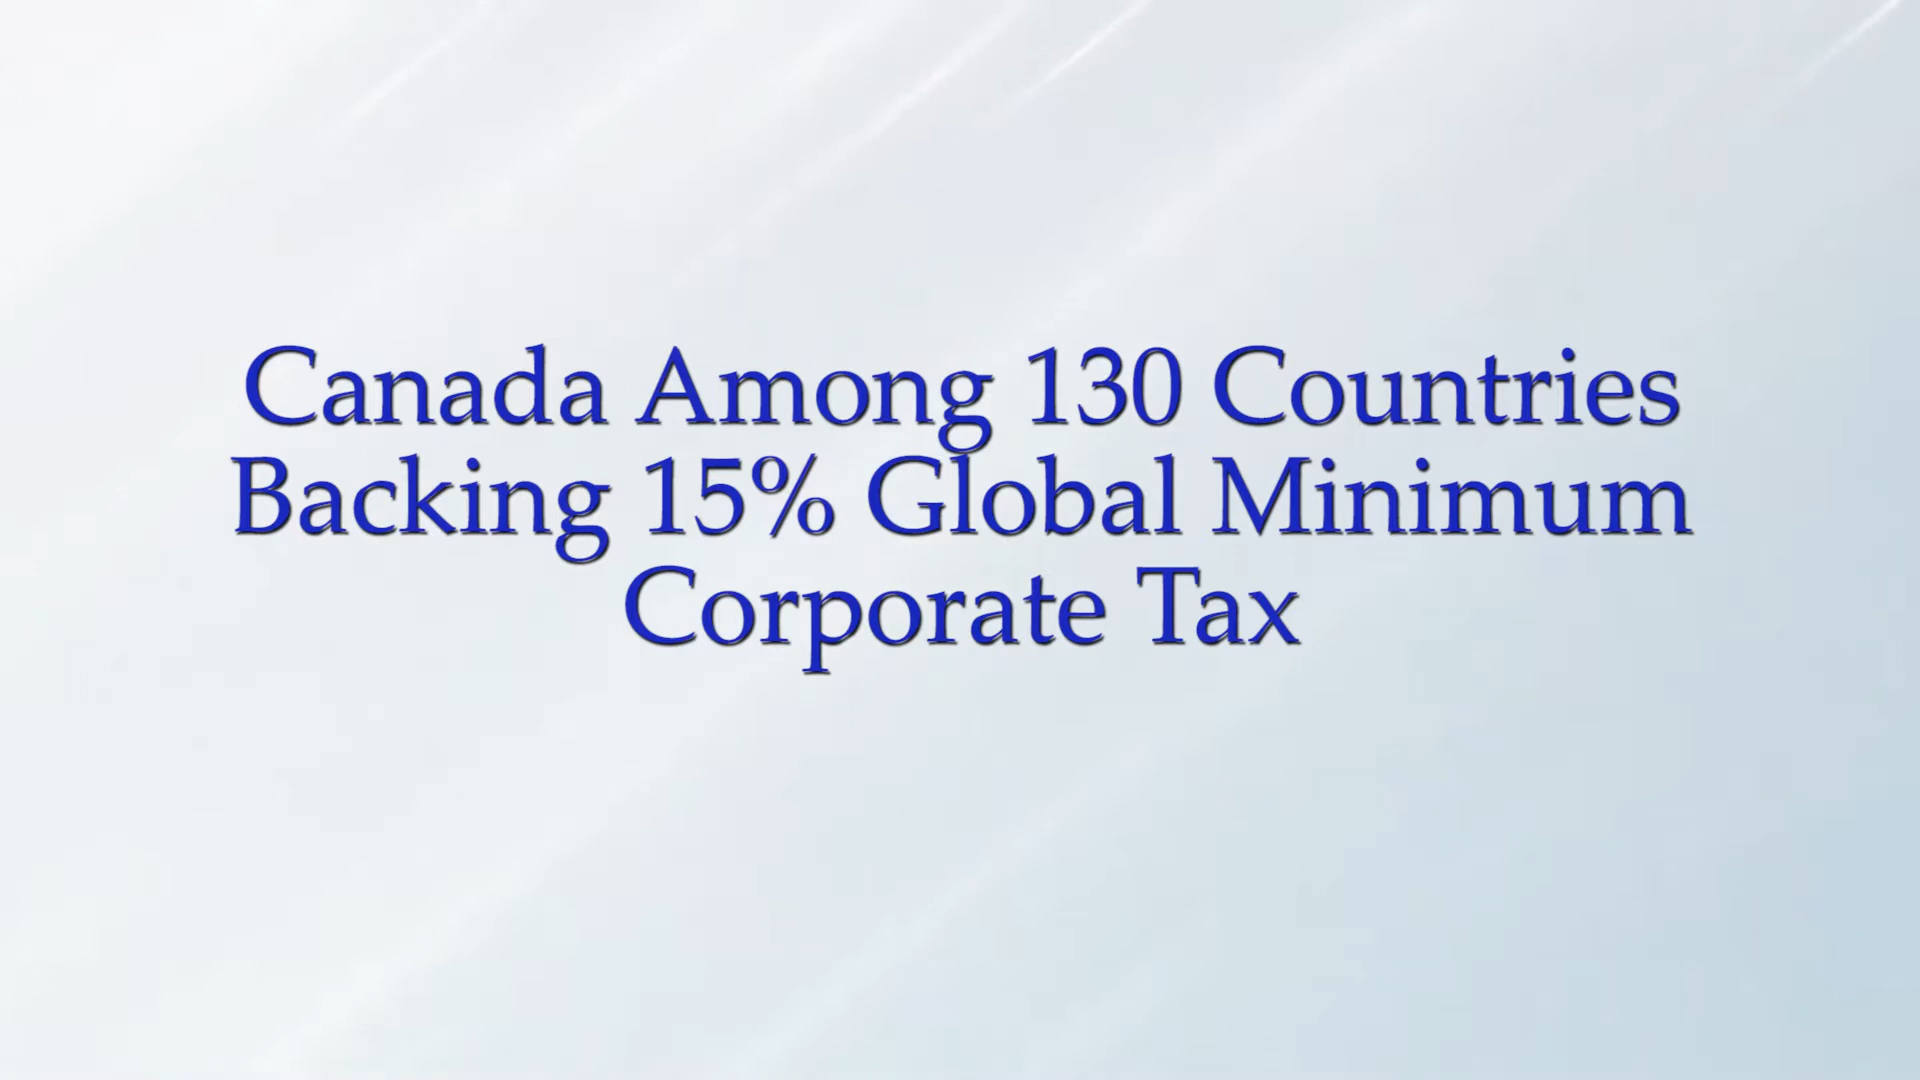 Canada Among 130 Countries
Backing 15% Global Minimum
Corporate Tax